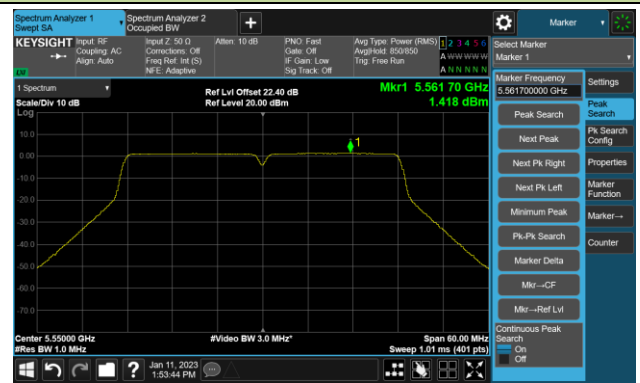 Spectrum Analyzer 1
Swept SA
Spectrum Analyzer 2
Occupied BW
Marker
KEYSIGHT
Input: RF
Coupling: AC
Align: Auto
Input Z: 50 Ω
Corrections: Off
Freq Ref: Int (S)
NFE: Adaptive
Atten: 10 dB
PNO: Fast
Gate: Off
IF Gain: Low
Sig Track: Off
Avg Type: Power (RMS)
Avg|Hold: 850/850
Trig: Free Run
1 2 3 4 5 6
A W W W W W
A N N N N N
LW
Select Marker
Marker 1
1 Spectrum
Scale/Div 10 dB
Log
Ref Lvl Offset 22.40 dB
Ref Level 20.00 dBm
Mkr1 5.561 70 GHz
1.418 dBm
10.0
0.00
-10.0
-20.0
-30.0
-40.0
-50.0
-60.0
-70.0
1
Center 5.55000 GHz
#Res BW 1.0 MHz
#Video BW 3.0 MHz*
Span 60.00 MHz
Sweep 1.01 ms (401 pts)
Marker Frequency
5.561700000 GHz
Peak Search
Next Peak
Next Pk Right
Next Pk Left
Minimum Peak
Pk-Pk Search
Marker Delta
Mkr→CF
Mkr→Ref Lvl
Continuous Peak
Search
On
Off
Settings
Peak
Search
Pk Search
Config
Properties
Marker
Function
Marker→
Counter
?
Jan 11, 2023
1:53:44 PM